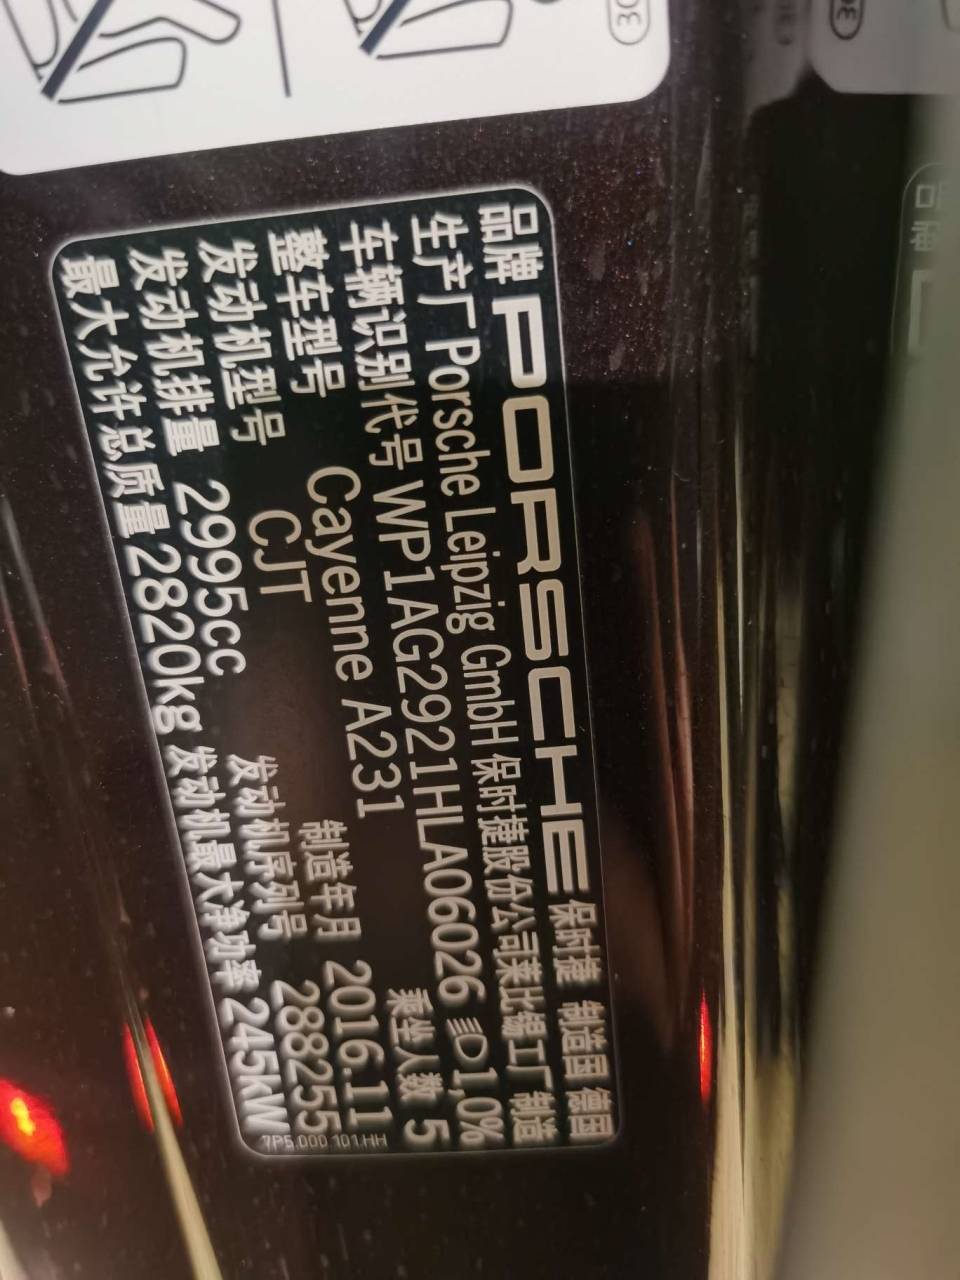 品牌 PORSCHE 保时捷 制造国 德国
生产厂 Porsche Leipzig GmbH 保时捷股份公司莱比锡工厂 制造
车辆识别代号 WP1AG2921HLA06026 1,0%
整车型号 Cayenne A231 乘坐人数 5
发动机型号 CJT 制造年月 2016.11
发动机排量 2995cc 发动机序列号 288255
最大允许总质量 2820kg 发动机最大净功率 245kW
7P5.000.101.HH